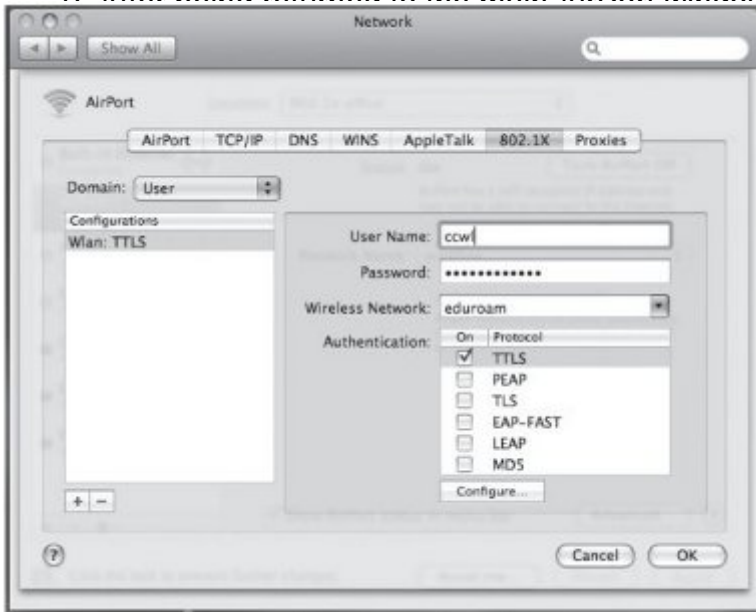 Network
Show All
AirPort
AirPort TCP/IP DNS WINS AppleTalk 802.1X Proxies
Domain: User
Configurations
Wlan: TTLS
User Name: ccwl
Password: ••••••••••••
Wireless Network: eduroam
Authentication: On Protocol
TTLS
PEAP
TLS
EAP-FAST
LEAP
MD5
+ -
Configure...
? Cancel OK